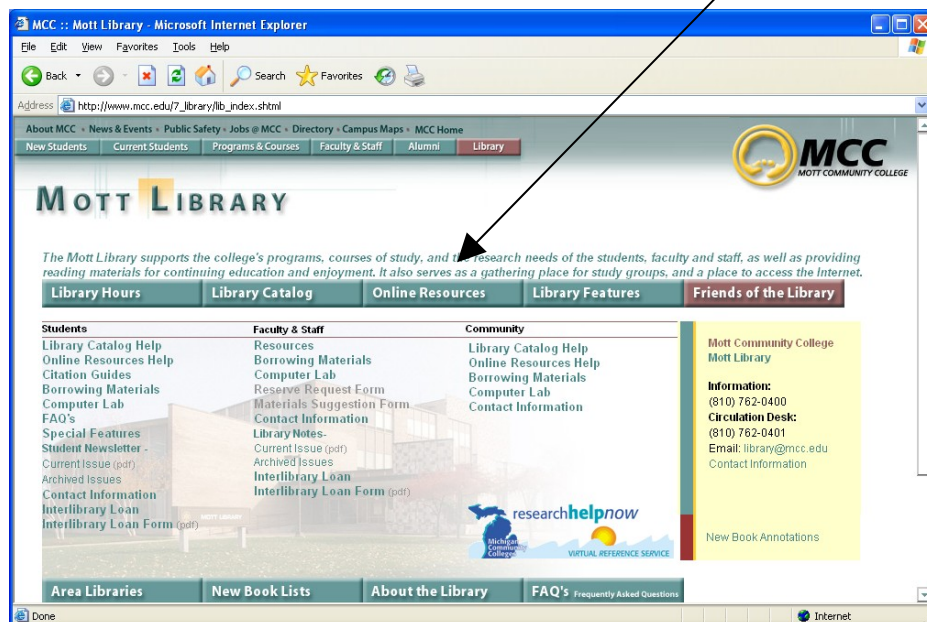 MCC :: Mott Library - Microsoft Internet Explorer
File Edit View Favorites Tools Help
Back Search Favorites
Address http://www.mcc.edu/7_library/lib_index.shtml
About MCC • News & Events • Public Safety • Jobs @ MCC • Directory • Campus Maps • MCC Home
New Students Current Students Programs & Courses Faculty & Staff Alumni Library
MCC
MOTT COMMUNITY COLLEGE
MOTT LIBRARY
The Mott Library supports the college's programs, courses of study, and the research needs of the students, faculty and staff, as well as providing
reading materials for continuing education and enjoyment. It also serves as a gathering place for study groups, and a place to access the Internet.
Library Hours Library Catalog Online Resources Library Features Friends of the Library
Students
Library Catalog Help
Online Resources Help
Citation Guides
Borrowing Materials
Computer Lab
FAQ's
Special Features
Student Newsletter -
Current Issue (pdf)
Archived Issues
Contact Information
Interlibrary Loan
Interlibrary Loan Form (pdf)
Faculty & Staff
Resources
Borrowing Materials
Computer Lab
Reserve Request Form
Materials Suggestion Form
Contact Information
Library Notes-
Current Issue (pdf)
Archived Issues
Interlibrary Loan
Interlibrary Loan Form (pdf)
MOTT LIBRARY
Community
Library Catalog Help
Online Resources Help
Borrowing Materials
Computer Lab
Contact Information
researchhelpnow
Michigan
Community
Colleges
VIRTUAL REFERENCE SERVICE
Mott Community College
Mott Library
Information:
(810) 762-0400
Circulation Desk:
(810) 762-0401
Email: library@mcc.edu
Contact Information
New Book Annotations
Area Libraries New Book Lists About the Library FAQ's Frequently Asked Questions
Done Internet